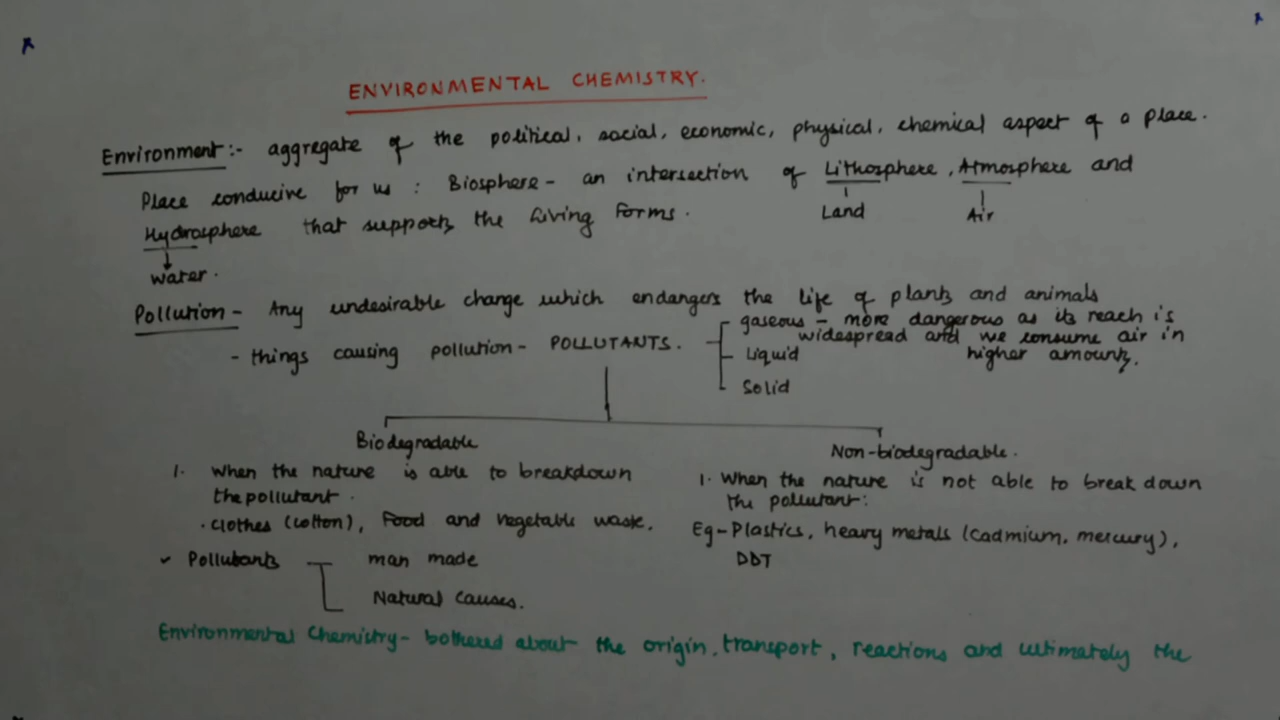 ENVIRONMENTAL CHEMISTRY.
Environment:- aggregate of the political, social, economic, physical, chemical aspect of a place.
Place conducive for us : Biosphere - an intersection of Lithosphere, Atmosphere and
Land Air
Hydrosphere that supports the living forms.
water.
Pollution - Any undesirable change which endangers the life of plants and animals
- things causing pollution - POLLUTANTS.
gaseous - more dangerous as its reach is
widespread and we consume air in
higher amounts.
Liquid
Solid
Biodegradable
1. When the nature is able to breakdown
the pollutant.
. clothes (cotton), Food and vegetable waste.
Non-biodegradable.
1. When the nature is not able to break down
the pollutant:
Eg- Plastics, heavy metals (cadmium, mercury),
DDT
✓ Pollutants
man made
Natural causes.
Environmental Chemistry- bothered about the origin, transport, reactions and ultimately the